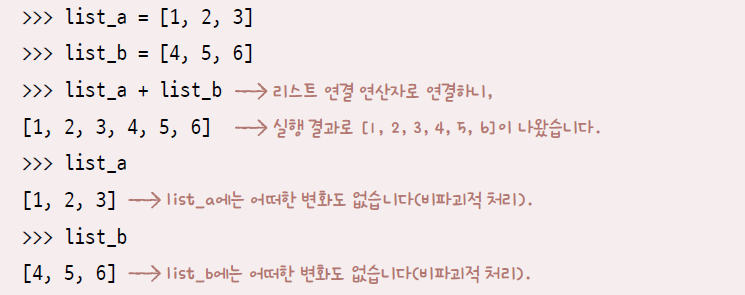 >>> list_a = [1, 2, 3]
>>> list_b = [4, 5, 6]
>>> list_a + list_b → 리스트 연결 연산자로 연결하니,
[1, 2, 3, 4, 5, 6] → 실행 결과로 [1, 2, 3, 4, 5, 6]이 나왔습니다.
>>> list_a
[1, 2, 3] → list_a에는 어떠한 변화도 없습니다(비파괴적 처리).
>>> list_b
[4, 5, 6] → list_b에는 어떠한 변화도 없습니다(비파괴적 처리).